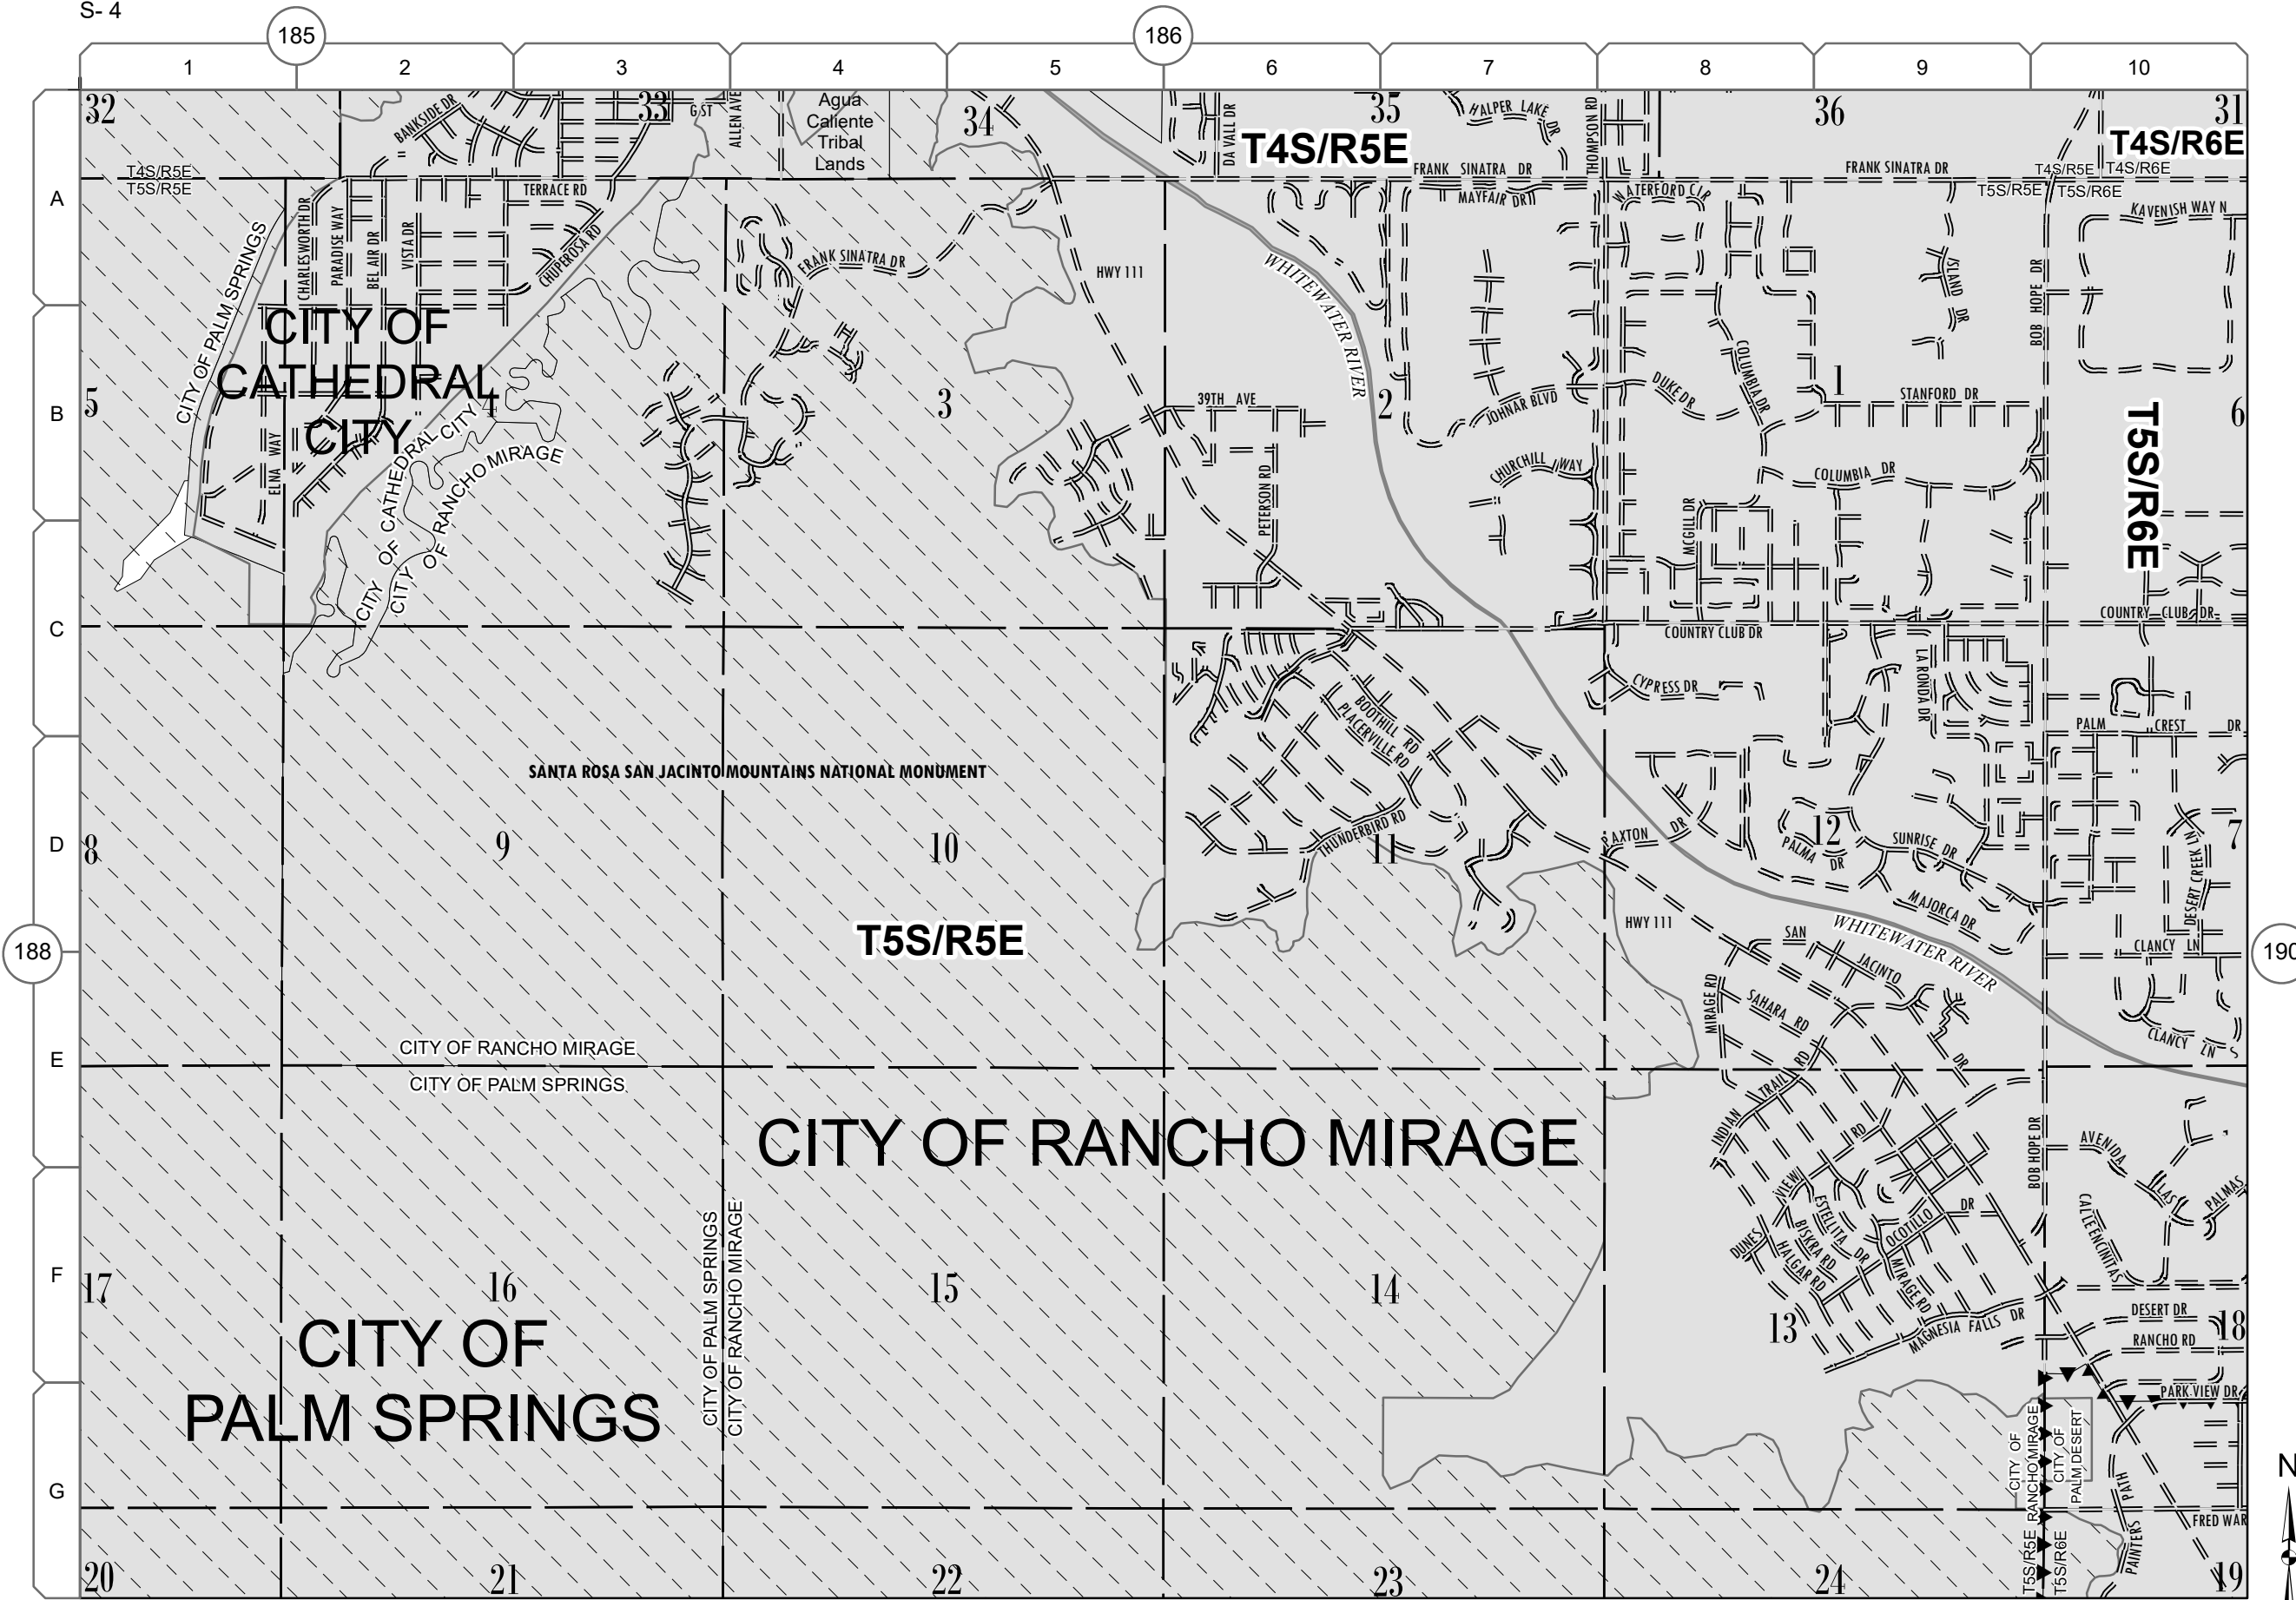 S- 4
185
186
1
2
3
4
5
6
7
8
9
10
A
B
C
D
E
F
G
188
190
N
32
33
34
35
36
31
T4S/R5E
T5S/R5E
BANKSIDE DR
G ST
ALLEN AVE
Agua
Caliente
Tribal
Lands
DA VALL DR
T4S/R5E
HALPER LAKE DR
THOMPSON RD
T4S/R6E
FRANK SINATRA DR
FRANK SINATRA DR
T4S/R5E
T4S/R6E
T5S/R5E
T5S/R6E
TERRACE RD
MAYFAIR DR
WATERFORD CIR
KAVENISH WAY N
CITY OF PALM SPRINGS
CHARLESWORTH DR
PARADISE WAY
BEL AIR DR
VISTA DR
CHUPEROSA RD
FRANK SINATRA DR
HWY 111
WHITEWATER RIVER
ISLAND DR
BOB HOPE DR
CITY OF
CATHEDRAL
CITY
5
4
3
2
1
6
ELNA WAY
CITY OF CATHEDRAL CITY
CITY OF RANCHO MIRAGE
39TH AVE
PETERSON RD
JOHNAR BLVD
CHURCHILL WAY
DUKE DR
COLUMBIA DR
STANFORD DR
COLUMBIA DR
MCGILL DR
T5S/R6E
COUNTRY CLUB DR
COUNTRY CLUB DR
CYPRESS DR
LA RONDA DR
PALM CREST DR
BOOTHILL RD
PLACERVILLE RD
SANTA ROSA SAN JACINTO MOUNTAINS NATIONAL MONUMENT
8
9
10
11
12
7
THUNDERBIRD RD
PAXTON DR
PALMA DR
SUNRISE DR
MAJORCA DR
DESERT CREEK LN
T5S/R5E
HWY 111
WHITEWATER RIVER
SAN JACINTO DR
CLANCY LN
CLANCY LN S
MIRAGE RD
SAHARA RD
CITY OF RANCHO MIRAGE
CITY OF PALM SPRINGS
INDIAN TRAIL RD
CITY OF RANCHO MIRAGE
BOB HOPE DR
AVENIDA LAS PALMAS
CALLE ENCINITAS
DUNES VIEW RD
ESTELLITA DR
BISKRA RD
HALGAR RD
OCOTILLO DR
MIRAGE RD
MAGNESIA FALLS DR
CITY OF PALM SPRINGS
CITY OF RANCHO MIRAGE
17
16
15
14
13
18
DESERT DR
RANCHO RD
PARK VIEW DR
CITY OF
PALM SPRINGS
CITY OF
RANCHO MIRAGE
CITY OF
PALM DESERT
PAINTERS PATH
FRED WAR
T5S/R5E
T5S/R6E
20
21
22
23
24
19